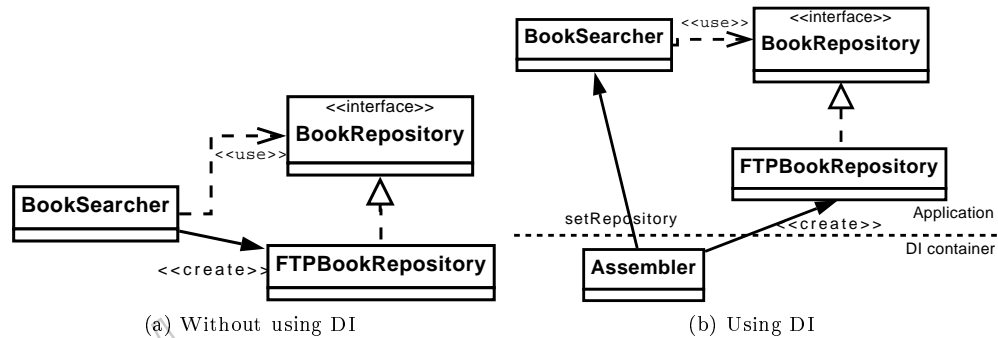 <<interface>>
BookRepository
<<use>>
BookSearcher
<<create>>
FTPBookRepository
(a) Without using DI
BookSearcher
<<use>>
<<interface>>
BookRepository
FTPBookRepository
setRepository
Application
<<create>>
DI container
Assembler
(b) Using DI